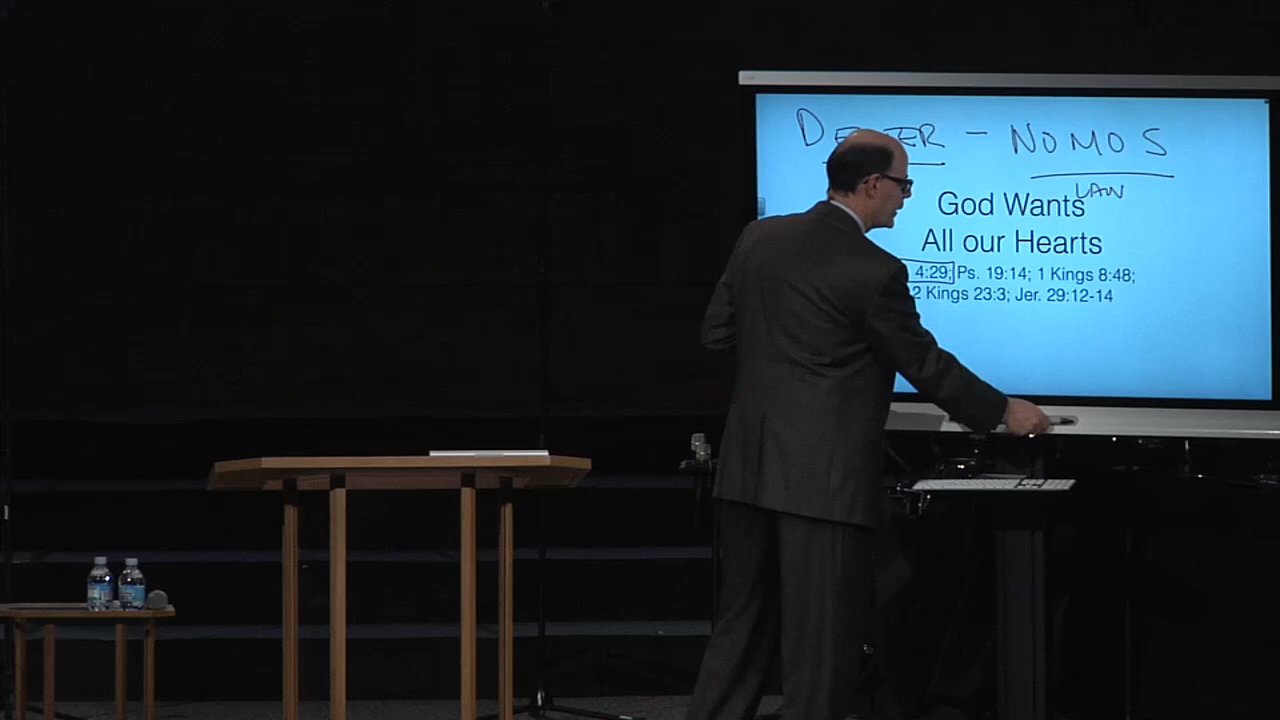 NOMOS
LAW
God Wants
All our Hearts
4:29; Ps. 19:14; 1 Kings 8:48;
2 Kings 23:3; Jer. 29:12-14